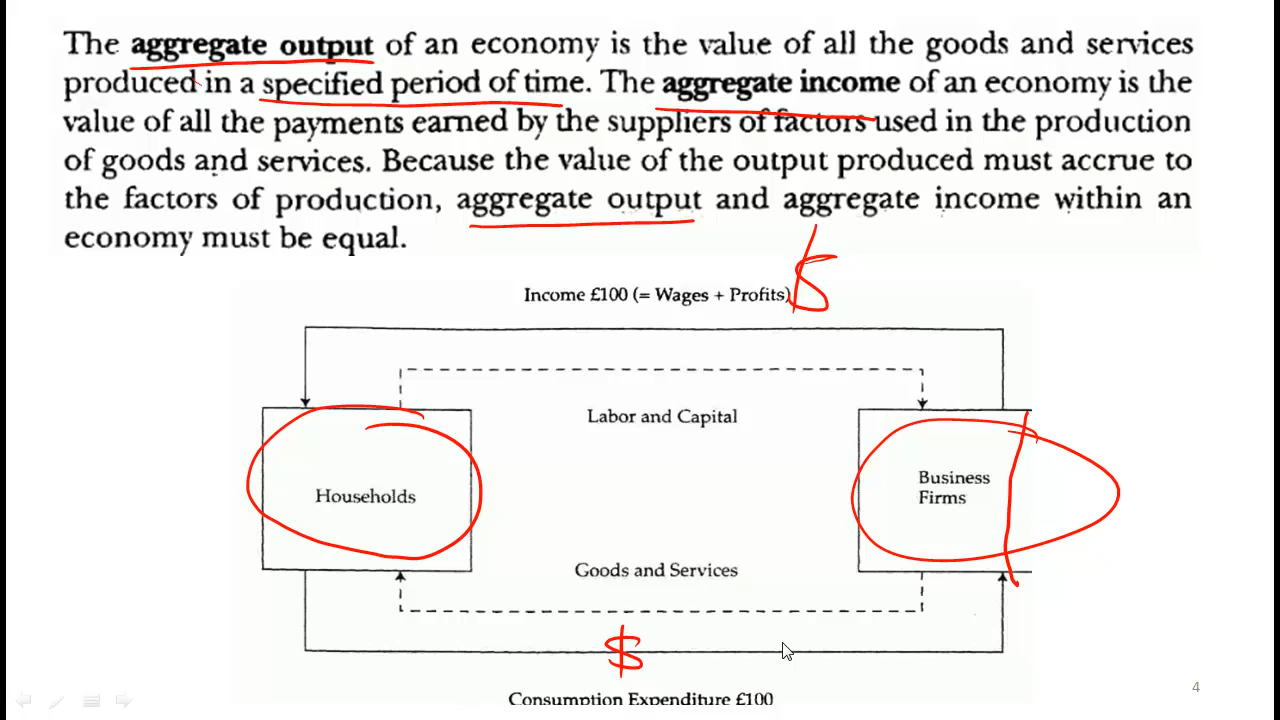 The aggregate output of an economy is the value of all the goods and services
produced in a specified period of time. The aggregate income of an economy is the
value of all the payments earned by the suppliers of factors used in the production
of goods and services. Because the value of the output produced must accrue to
the factors of production, aggregate output and aggregate income within an
economy must be equal.
Income £100 (= Wages + Profits)
$
Labor and Capital
Households
Business
Firms
Goods and Services
$
Consumption Expenditure £100
4